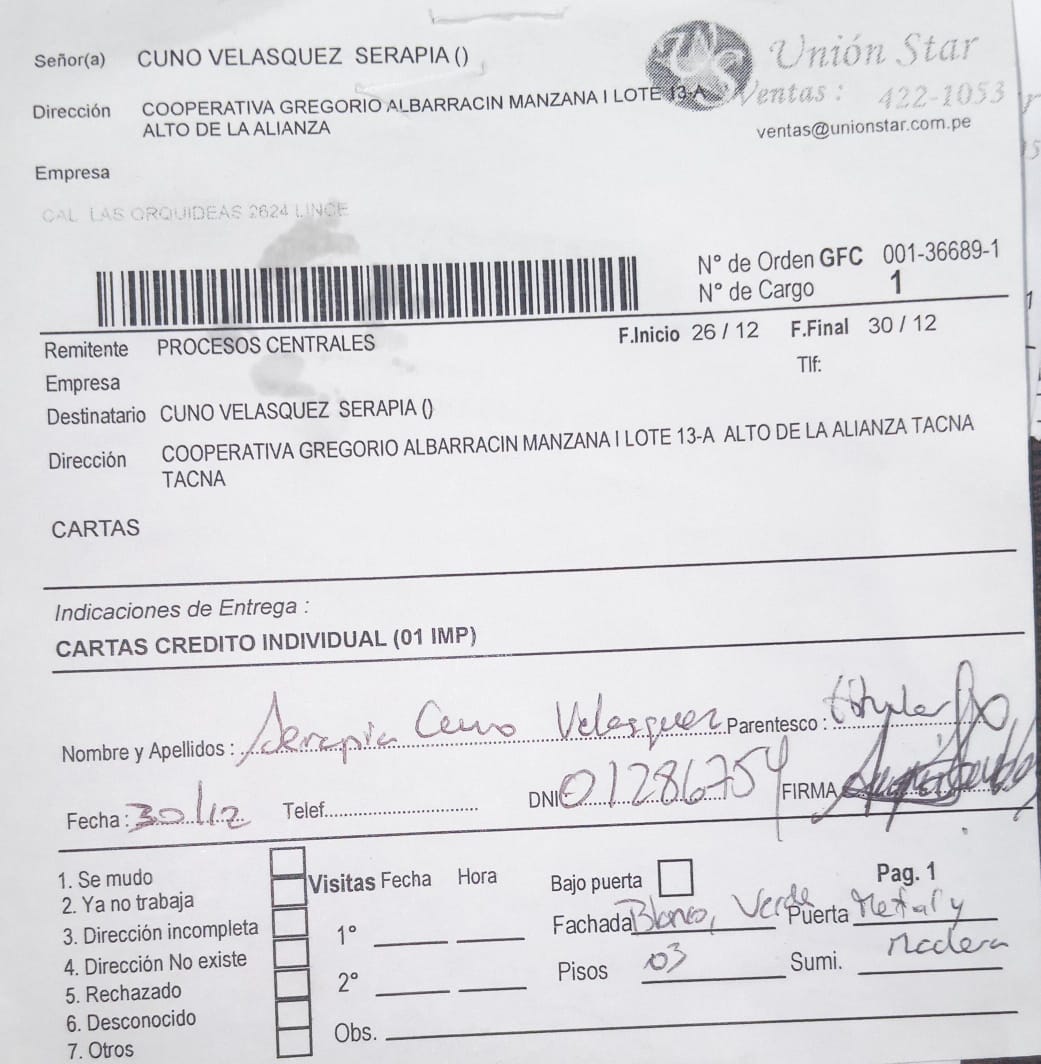 Señor(a) CUNO VELASQUEZ SERAPIA ()
Unión Star
Dirección COOPERATIVA GREGORIO ALBARRACIN MANZANA I LOTE 13-A
ALTO DE LA ALIANZA
Ventas : 422-1053
ventas@unionstar.com.pe
Empresa
CAL LAS ORQUIDEAS 2624 LINCE
N° de Orden GFC 001-36689-1
N° de Cargo 1
Remitente PROCESOS CENTRALES F.Inicio 26 / 12 F.Final 30 / 12
Empresa Tlf:
Destinatario CUNO VELASQUEZ SERAPIA ()
Dirección COOPERATIVA GREGORIO ALBARRACIN MANZANA I LOTE 13-A ALTO DE LA ALIANZA TACNA
TACNA
CARTAS
Indicaciones de Entrega :
CARTAS CREDITO INDIVIDUAL (01 IMP)
Nombre y Apellidos : Serapia Cuno Velasquez Parentesco : titular
Fecha : 30/12 Telef. DNI 01286754 FIRMA
1. Se mudo
2. Ya no trabaja
3. Dirección incompleta
4. Dirección No existe
5. Rechazado
6. Desconocido
7. Otros
Visitas Fecha Hora
1°
2°
Obs.
Bajo puerta Pag. 1
Fachada Blanco, Verde Puerta Metal y
Madera
Pisos 03 Sumi.